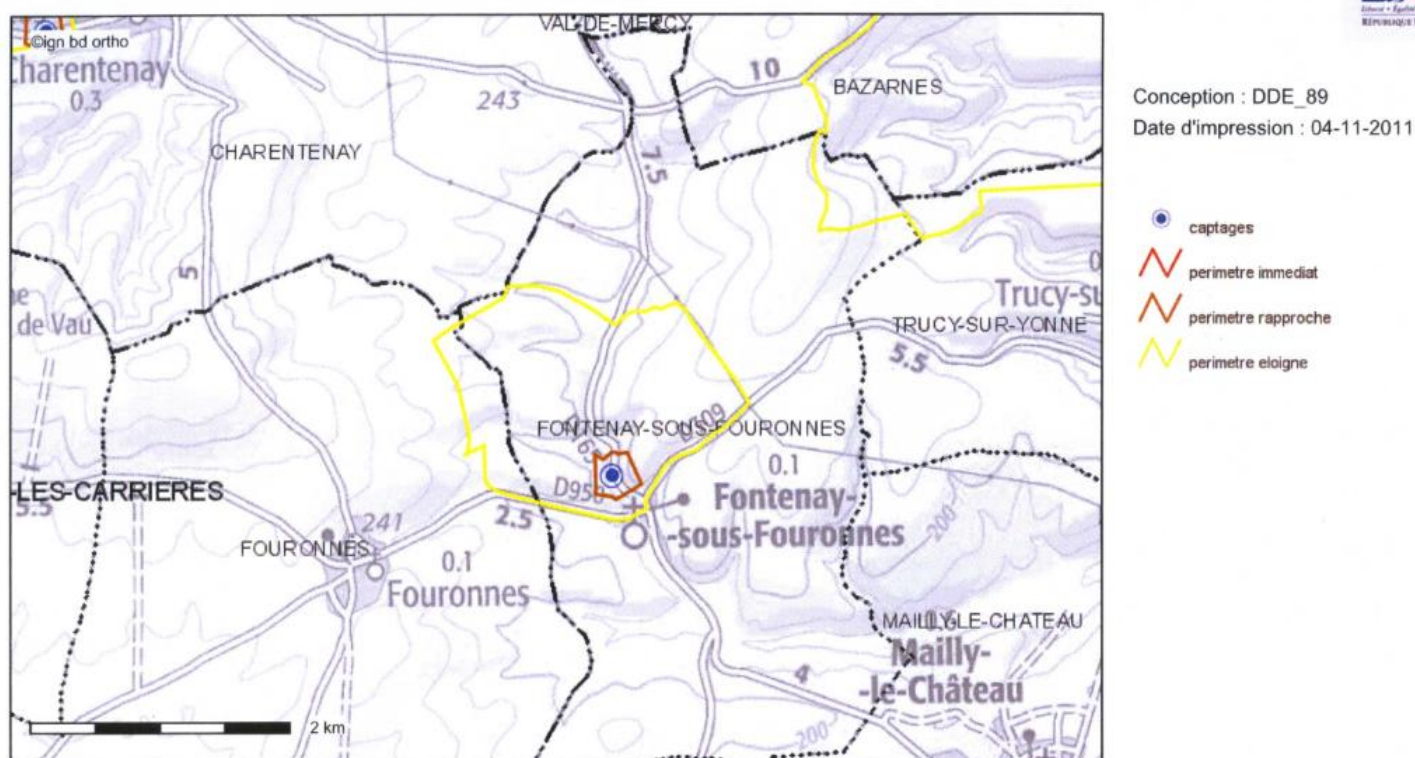 VAL-DE-MERCY
©ign bd ortho
Charentenay
0.3
243
10
BAZARNES
CHARENTENAY
7.5
5
de Vau
Trucy-su
TRUCY-SUR-YONNE
5.5
FONTENAY-SOUS-FOURONNES
0.1
D950
Fontenay-
-sous-Fouronnes
-LES-CARRIERES
5.5
2.5
241
FOURONNES
0.1
Fouronnes
200
MAILLY-LE-CHATEAU
Mailly-
-le-Château
4
200
2 km
Conception : DDE_89
Date d'impression : 04-11-2011
captages
perimetre immediat
perimetre rapproche
perimetre eloigne